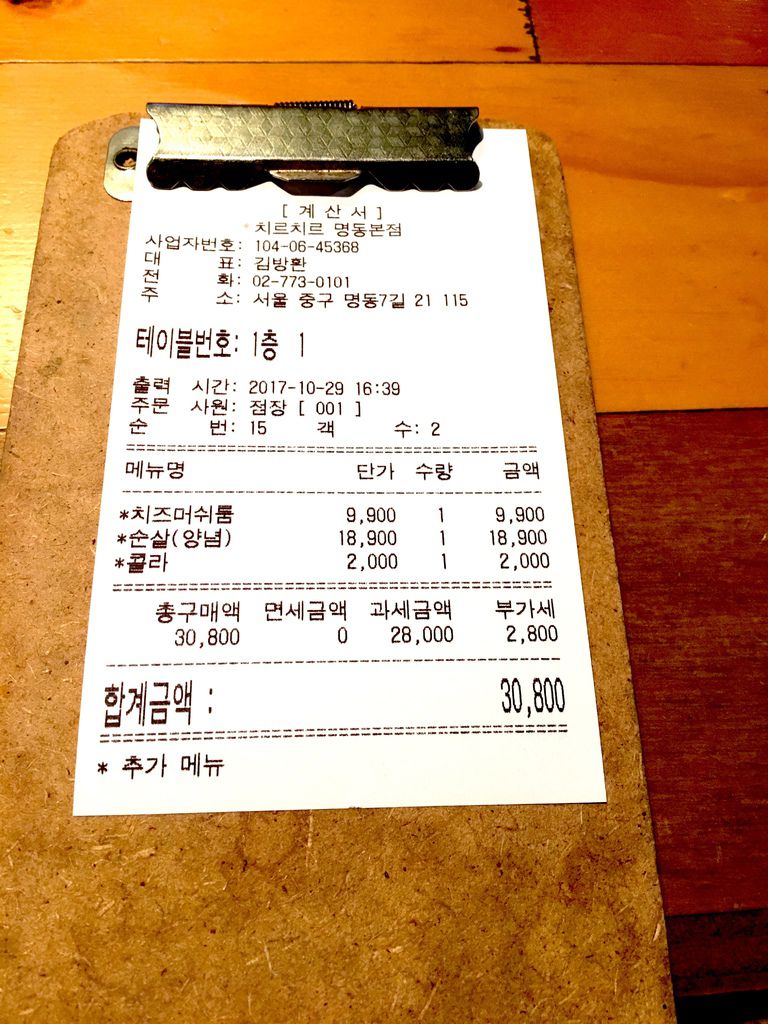 [ 계 산 서 ]
치르치르 명동본점
사업자번호: 104-06-45368
대 표: 김방환
전 화: 02-773-0101
주 소: 서울 중구 명동7길 21 115
테이블번호: 1층 1
출력 시간: 2017-10-29 16:39
주문 사원: 점장 [ 001 ]
순 번: 15 객 수: 2
메뉴명 단가 수량 금액
*치즈머쉬룸 9,900 1 9,900
*순살(양념) 18,900 1 18,900
*콜라 2,000 1 2,000
총구매액 면세금액 과세금액 부가세
30,800 0 28,000 2,800
합계금액 : 30,800
* 추가 메뉴